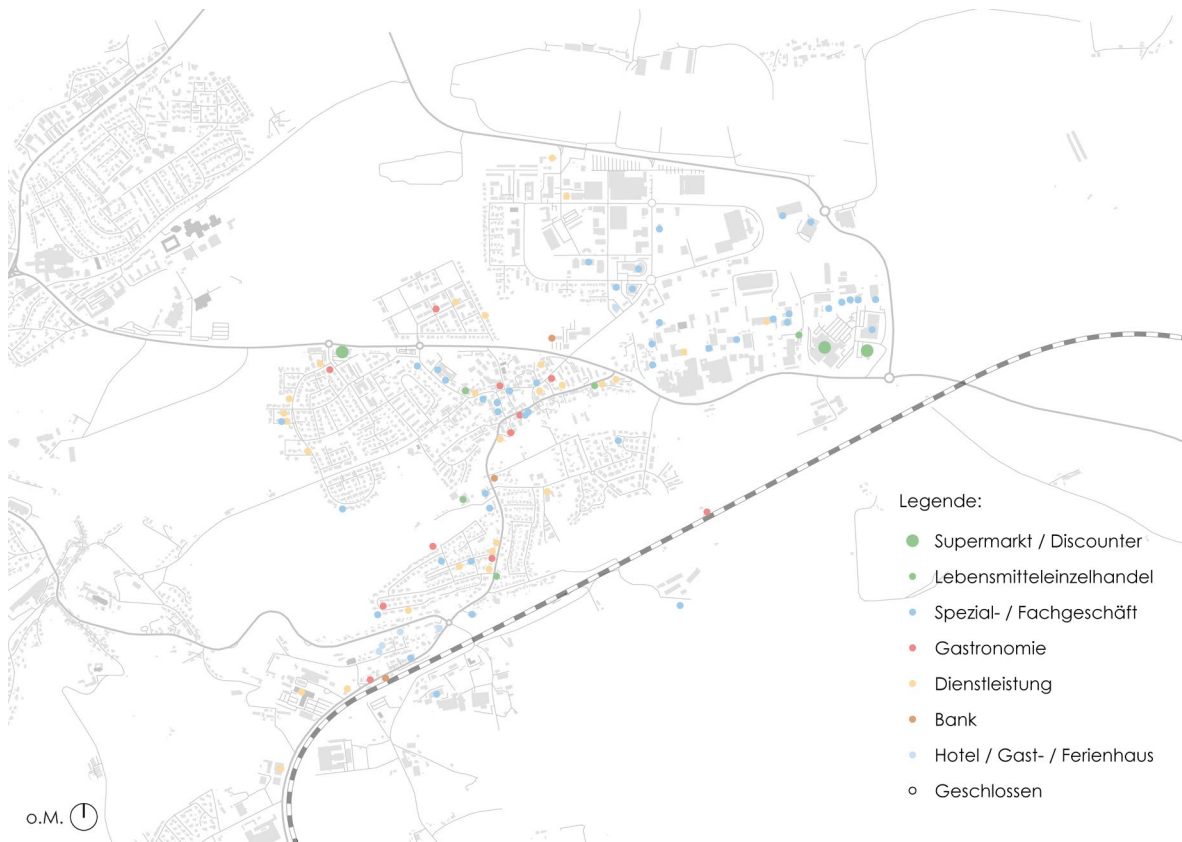 Legende:
Supermarkt / Discounter
Lebensmitteleinzelhandel
Spezial- / Fachgeschäft
Gastronomie
Dienstleistung
Bank
Hotel / Gast- / Ferienhaus
Geschlossen
o.M.